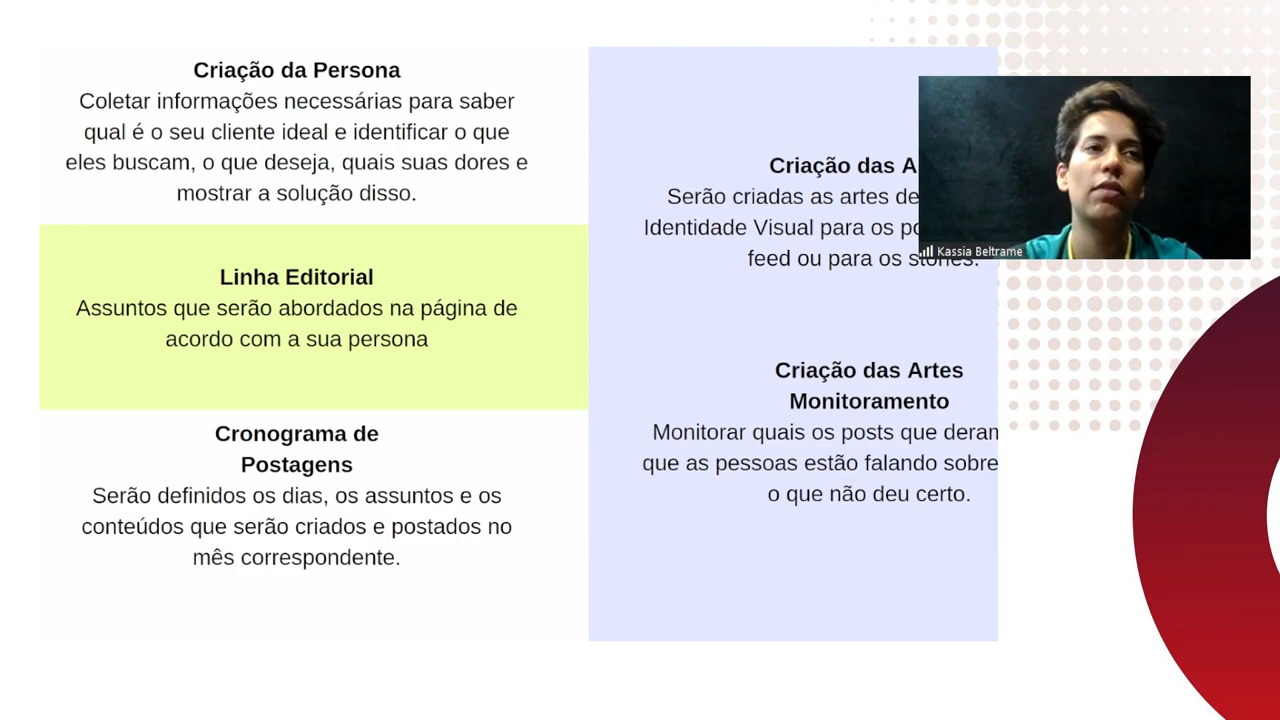 Criação da Persona
Coletar informações necessárias para saber
qual é o seu cliente ideal e identificar o que
eles buscam, o que deseja, quais suas dores e
mostrar a solução disso.
Linha Editorial
Assuntos que serão abordados na página de
acordo com a sua persona
Cronograma de
Postagens
Serão definidos os dias, os assuntos e os
conteúdos que serão criados e postados no
mês correspondente.
Criação das
Serão criadas as artes
Identidade Visual para os
feed ou para os stories.
Criação das Artes
Monitoramento
Monitorar quais os posts que
que as pessoas estão falando sobre
o que não deu certo.
Kassia Beltrame